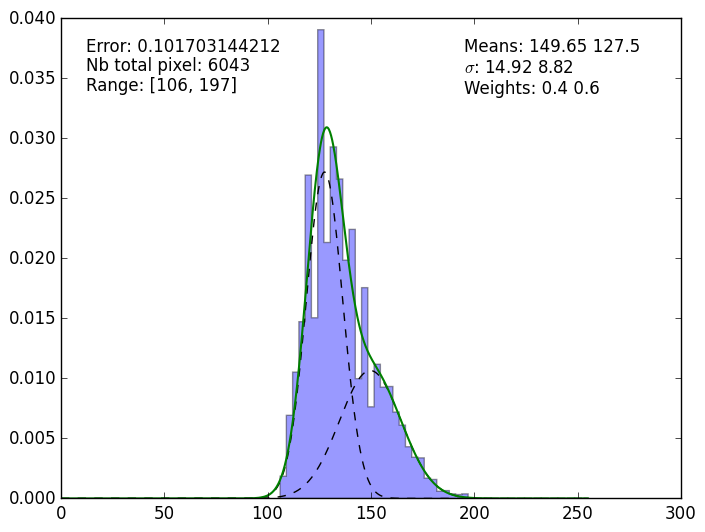 Error: 0.101703144212
Nb total pixel: 6043
Range: [106, 197]
Means: 149.65 127.5
σ: 14.92 8.82
Weights: 0.4 0.6
0.040
0.035
0.030
0.025
0.020
0.015
0.010
0.005
0.000
0 50 100 150 200 250 300